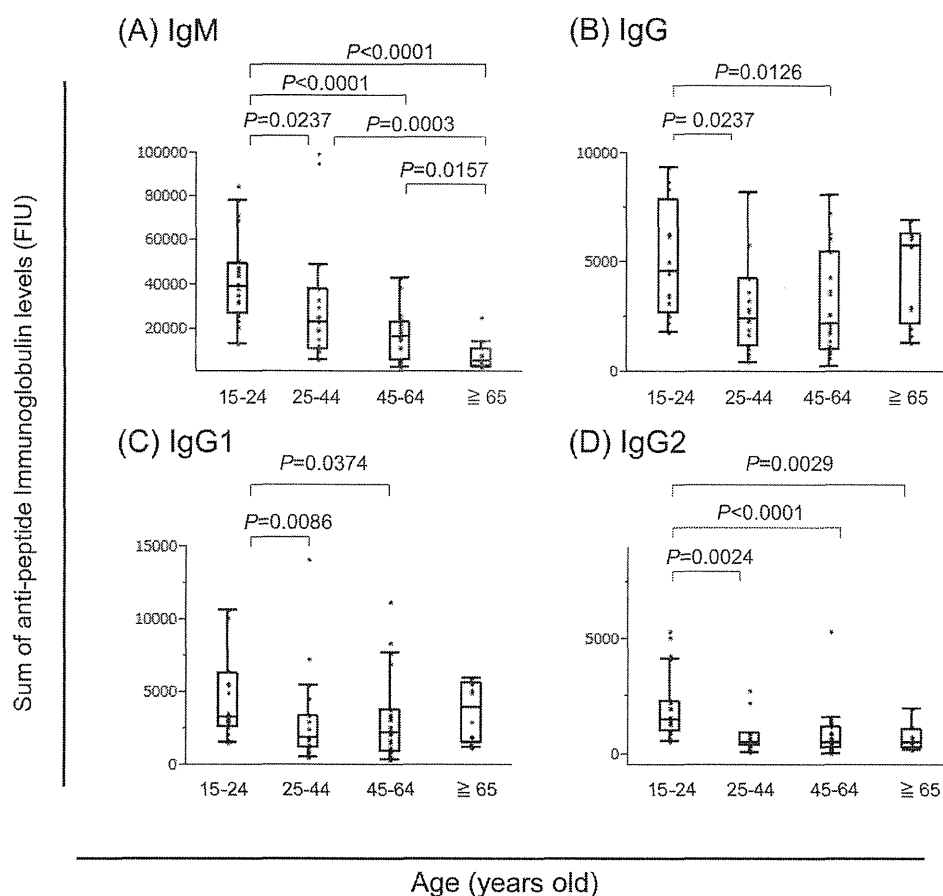 (A) IgM
P<0.0001
P<0.0001
P=0.0237
P=0.0003
P=0.0157
100000
80000
60000
40000
20000
15-24
25-44
45-64
≧ 65
(B) IgG
P=0.0126
P= 0.0237
10000
5000
0
15-24
25-44
45-64
≧ 65
(C) IgG1
P=0.0374
P=0.0086
15000
10000
5000
0
15-24
25-44
45-64
≧ 65
(D) IgG2
P=0.0029
P<0.0001
P=0.0024
5000
0
15-24
25-44
45-64
≧ 65
Sum of anti-peptide Immunoglobulin levels (FIU)
Age (years old)